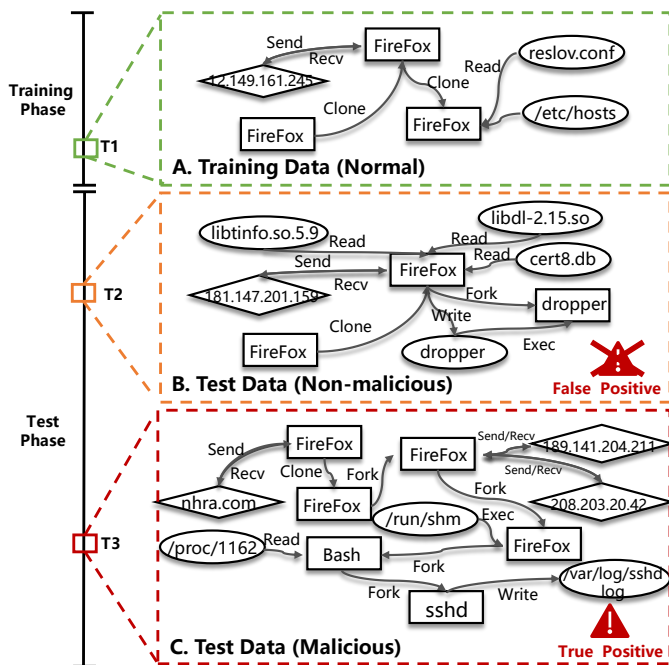 Training
Phase
T1
Send
Recv
12.149.161.245
FireFox
Clone
FireFox
Clone
FireFox
Read
reslov.conf
/etc/hosts
A. Training Data (Normal)
T2
libtinfo.so.5.9
Read
libdl-2.15.so
Read
cert8.db
Read
Send
Recv
181.147.201.159
FireFox
Fork
dropper
Write
Clone
FireFox
dropper
Exec
B. Test Data (Non-malicious)
False Positive
Test
Phase
T3
Send
Recv
nhra.com
FireFox
Clone
FireFox
Fork
FireFox
Send/Recv
189.141.204.211
Send/Recv
208.203.20.42
Fork
/run/shm
Exec
FireFox
/proc/1162
Read
Bash
Fork
Fork
sshd
Write
/var/log/sshd
log
C. Test Data (Malicious)
True Positive